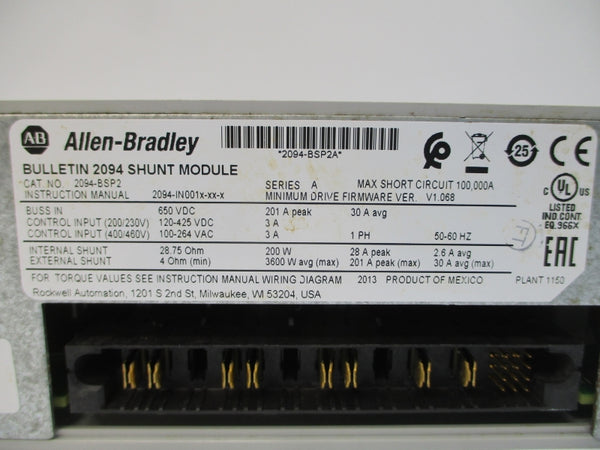 AB Allen-Bradley
*2094-BSP2A*
25
BULLETIN 2094 SHUNT MODULE
CAT. NO. 2094-BSP2 SERIES A MAX SHORT CIRCUIT 100,000A
INSTRUCTION MANUAL 2094-IN001x-xx-x MINIMUM DRIVE FIRMWARE VER. V1.068
BUSS IN 650 VDC 201 A peak 30 A avg
CONTROL INPUT (200/230V) 120-425 VDC 3 A
CONTROL INPUT (400/460V) 100-264 VAC 3 A 1 PH 50-60 HZ
INTERNAL SHUNT 28.75 Ohm 200 W 28 A peak 2.6 A avg
EXTERNAL SHUNT 4 Ohm (min) 3600 W avg (max) 201 A peak (max) 30 A avg (max)
FOR TORQUE VALUES SEE INSTRUCTION MANUAL WIRING DIAGRAM 2013 PRODUCT OF MEXICO PLANT 1150
Rockwell Automation, 1201 S 2nd St, Milwaukee, WI 53204, USA
CE
c UL US
LISTED
IND.CONT.
EQ.966X
EAC